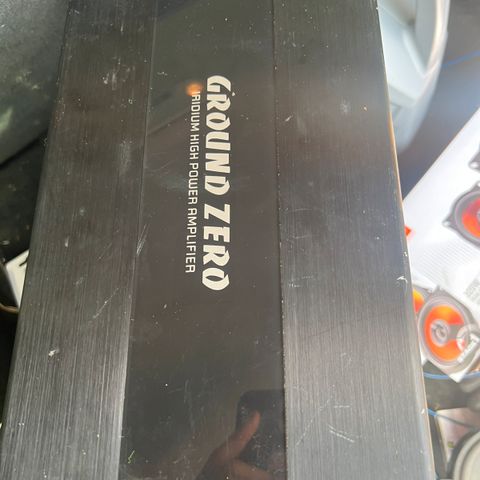 GROUND ZERO
IRIDIUM HIGH POWER AMPLIFIER